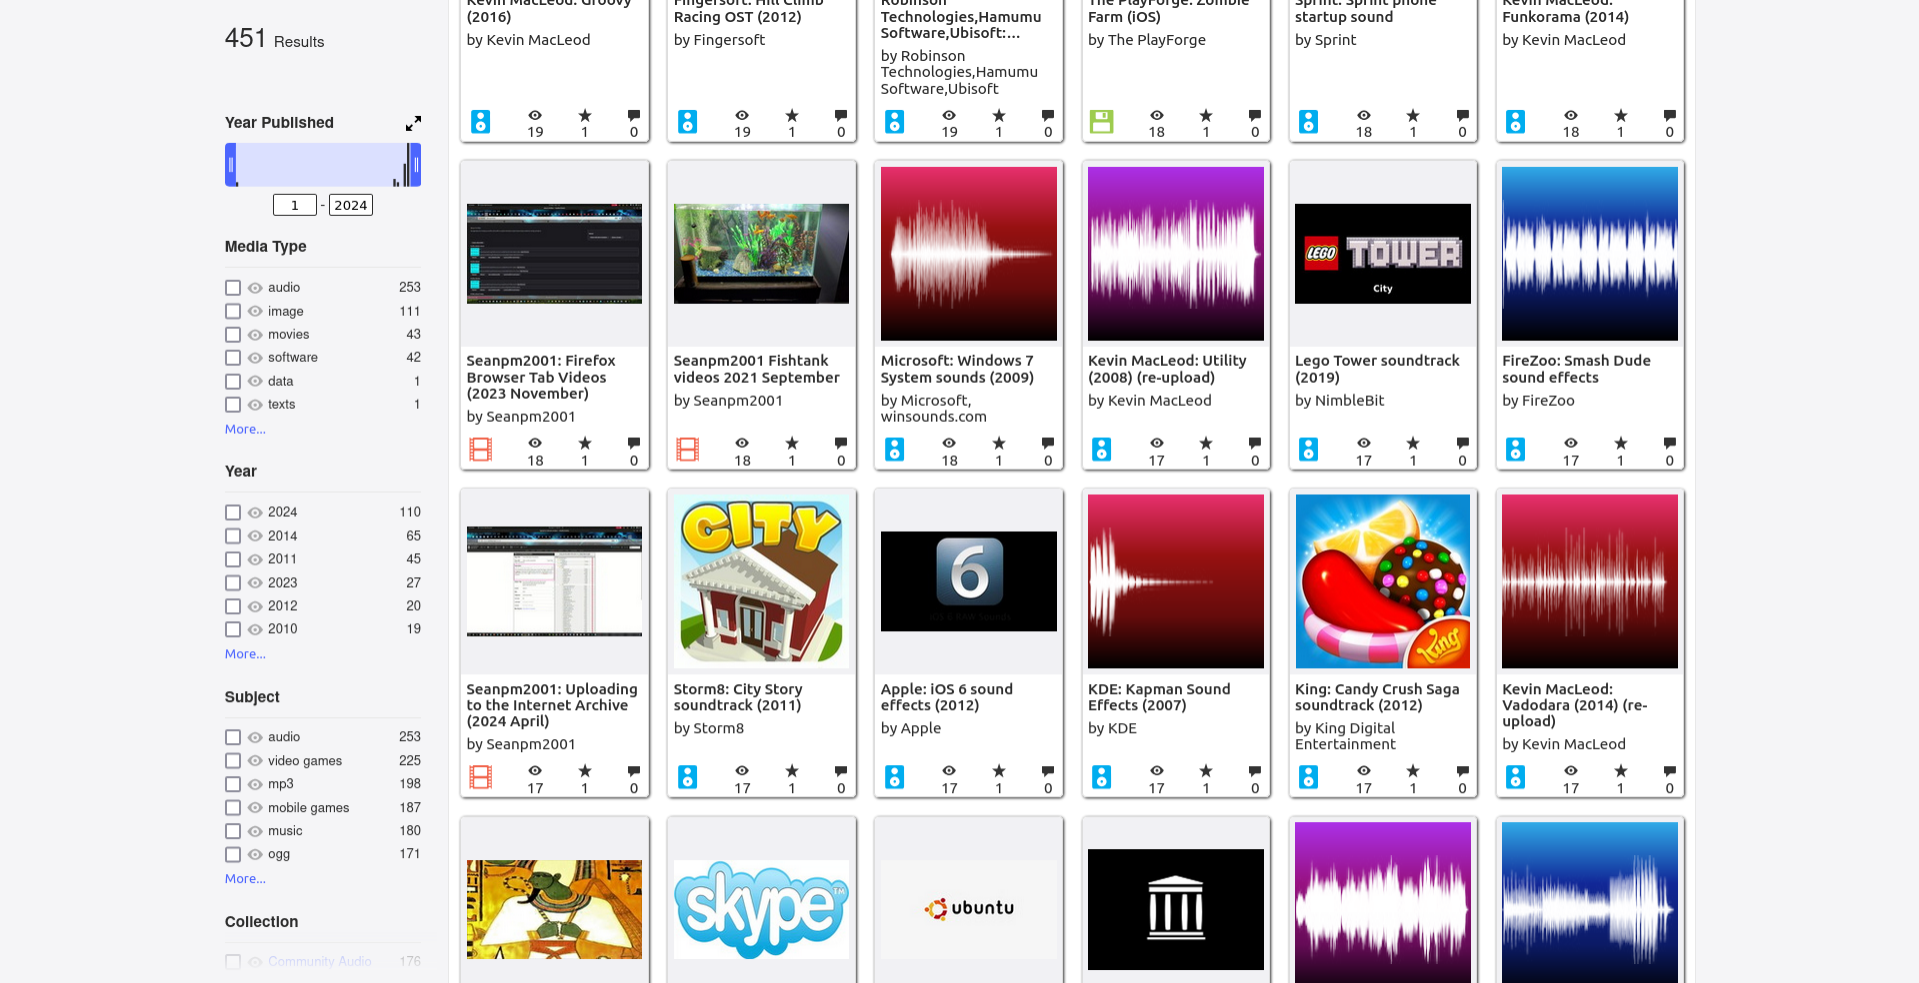 451 Results
Year Published
1 - 2024
Media Type
audio 253
image 111
movies 43
software 42
data 1
texts 1
More...
Year
2024 110
2014 65
2011 45
2023 27
2012 20
2010 19
More...
Subject
audio 253
video games 225
mp3 198
mobile games 187
music 180
ogg 171
More...
Collection
Community Audio 176
Kevin MacLeod: Groovy
(2016)
by Kevin MacLeod
19 1 0
Fingersoft: Hill Climb
Racing OST (2012)
by Fingersoft
19 1 0
Robinson
Technologies,Hamumu
Software,Ubisoft:...
by Robinson
Technologies,Hamumu
Software,Ubisoft
19 1 0
The PlayForge: Zombie
Farm (iOS)
by The PlayForge
18 1 0
Sprint: Sprint phone
startup sound
by Sprint
18 1 0
Kevin MacLeod:
Funkorama (2014)
by Kevin MacLeod
18 1 0
Seanpm2001: Firefox
Browser Tab Videos
(2023 November)
by Seanpm2001
18 1 0
Seanpm2001 Fishtank
videos 2021 September
by Seanpm2001
18 1 0
Microsoft: Windows 7
System sounds (2009)
by Microsoft,
winsounds.com
18 1 0
Kevin MacLeod: Utility
(2008) (re-upload)
by Kevin MacLeod
17 1 0
LEGO TOWER
City
Lego Tower soundtrack
(2019)
by NimbleBit
17 1 0
FireZoo: Smash Dude
sound effects
by FireZoo
17 1 0
Seanpm2001: Uploading
to the Internet Archive
(2024 April)
by Seanpm2001
17 1 0
CITY
Storm8: City Story
soundtrack (2011)
by Storm8
17 1 0
6
Apple: iOS 6 sound
effects (2012)
by Apple
17 1 0
KDE: Kapman Sound
Effects (2007)
by KDE
17 1 0
King
King: Candy Crush Saga
soundtrack (2012)
by King Digital
Entertainment
17 1 0
Kevin MacLeod:
Vadodara (2014) (re-
upload)
by Kevin MacLeod
17 1 0
skype TM
ubuntu